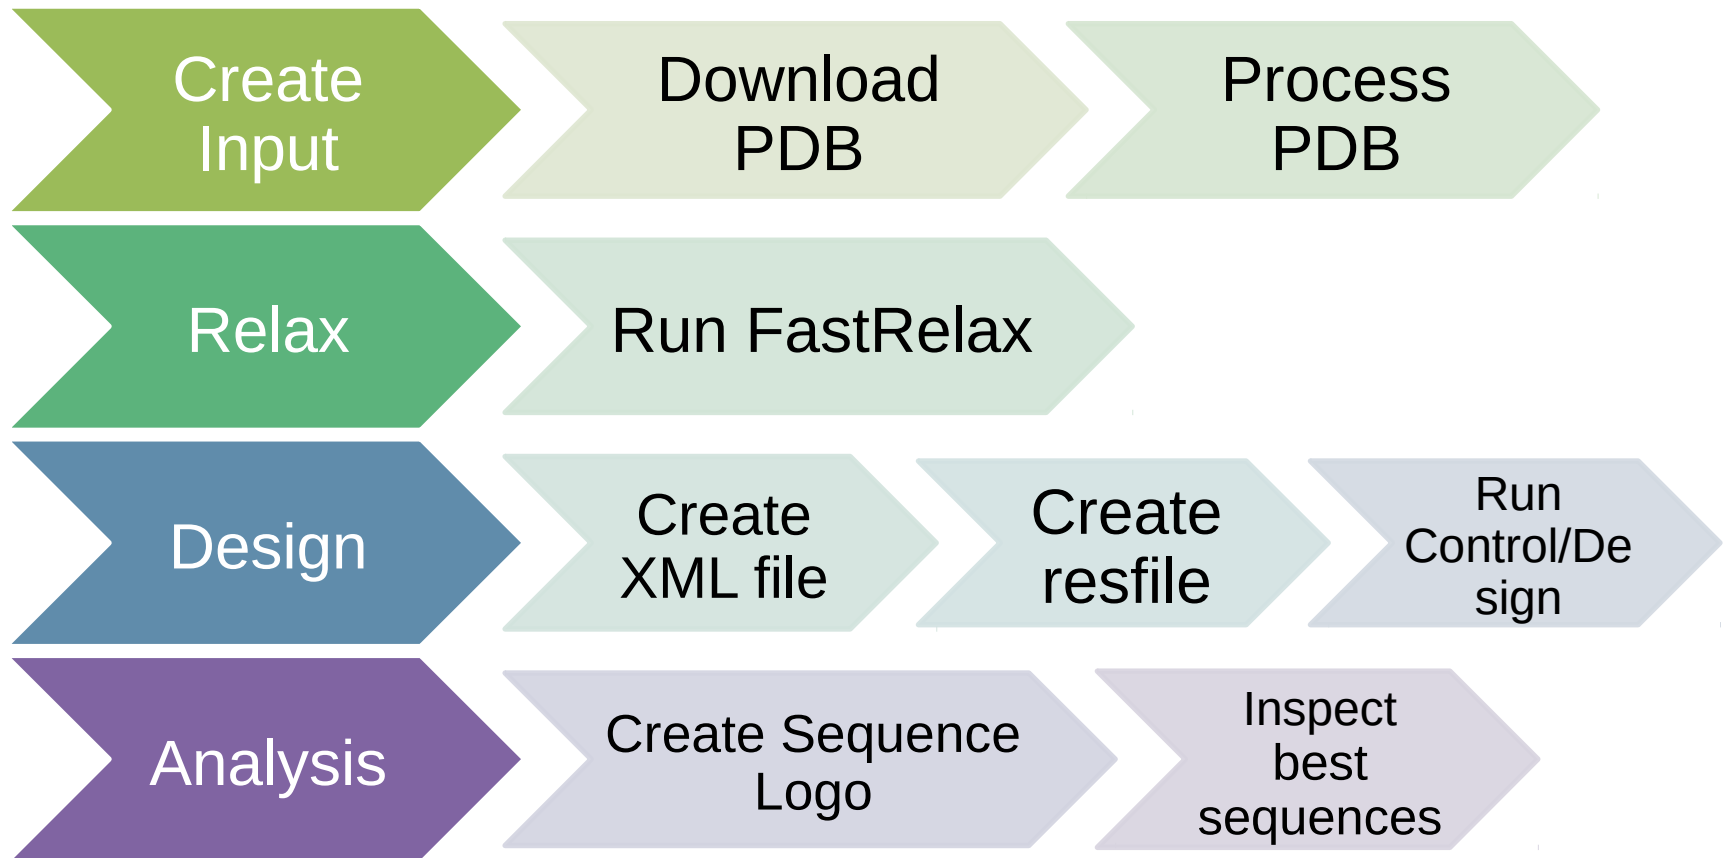 Create
Input
Download
PDB
Process
PDB
Relax
Run FastRelax
Design
Create
XML file
Create
resfile
Run
Control/De
sign
Analysis
Create Sequence
Logo
Inspect
best
sequences